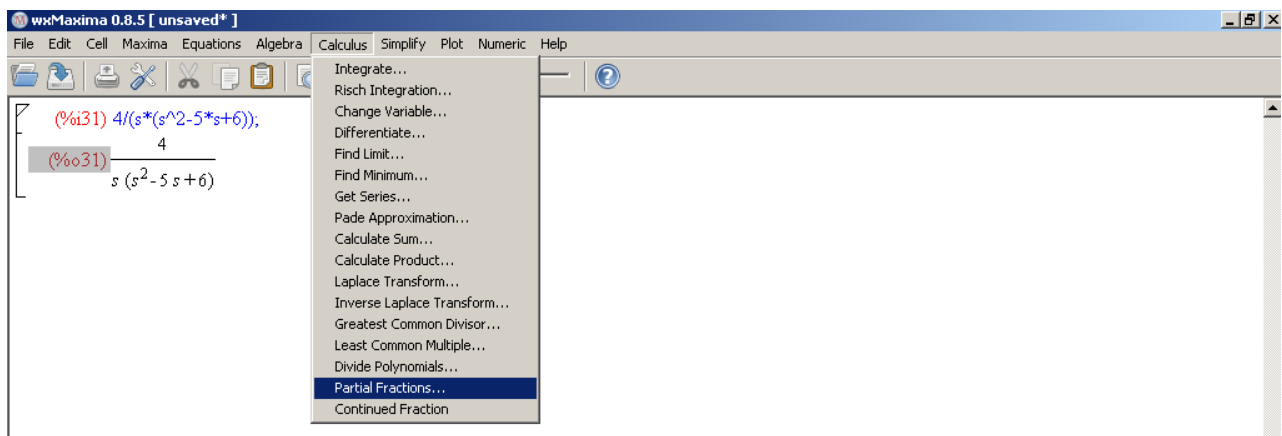 wxMaxima 0.8.5 [ unsaved* ]
File Edit Cell Maxima Equations Algebra Calculus Simplify Plot Numeric Help
Integrate...
Risch Integration...
Change Variable...
Differentiate...
Find Limit...
Find Minimum...
Get Series...
Pade Approximation...
Calculate Sum...
Calculate Product...
Laplace Transform...
Inverse Laplace Transform...
Greatest Common Divisor...
Least Common Multiple...
Divide Polynomials...
Partial Fractions...
Continued Fraction
(%i31) 4/(s*(s^2-5*s+6));
4
(%o31)
s (s²-5 s+6)